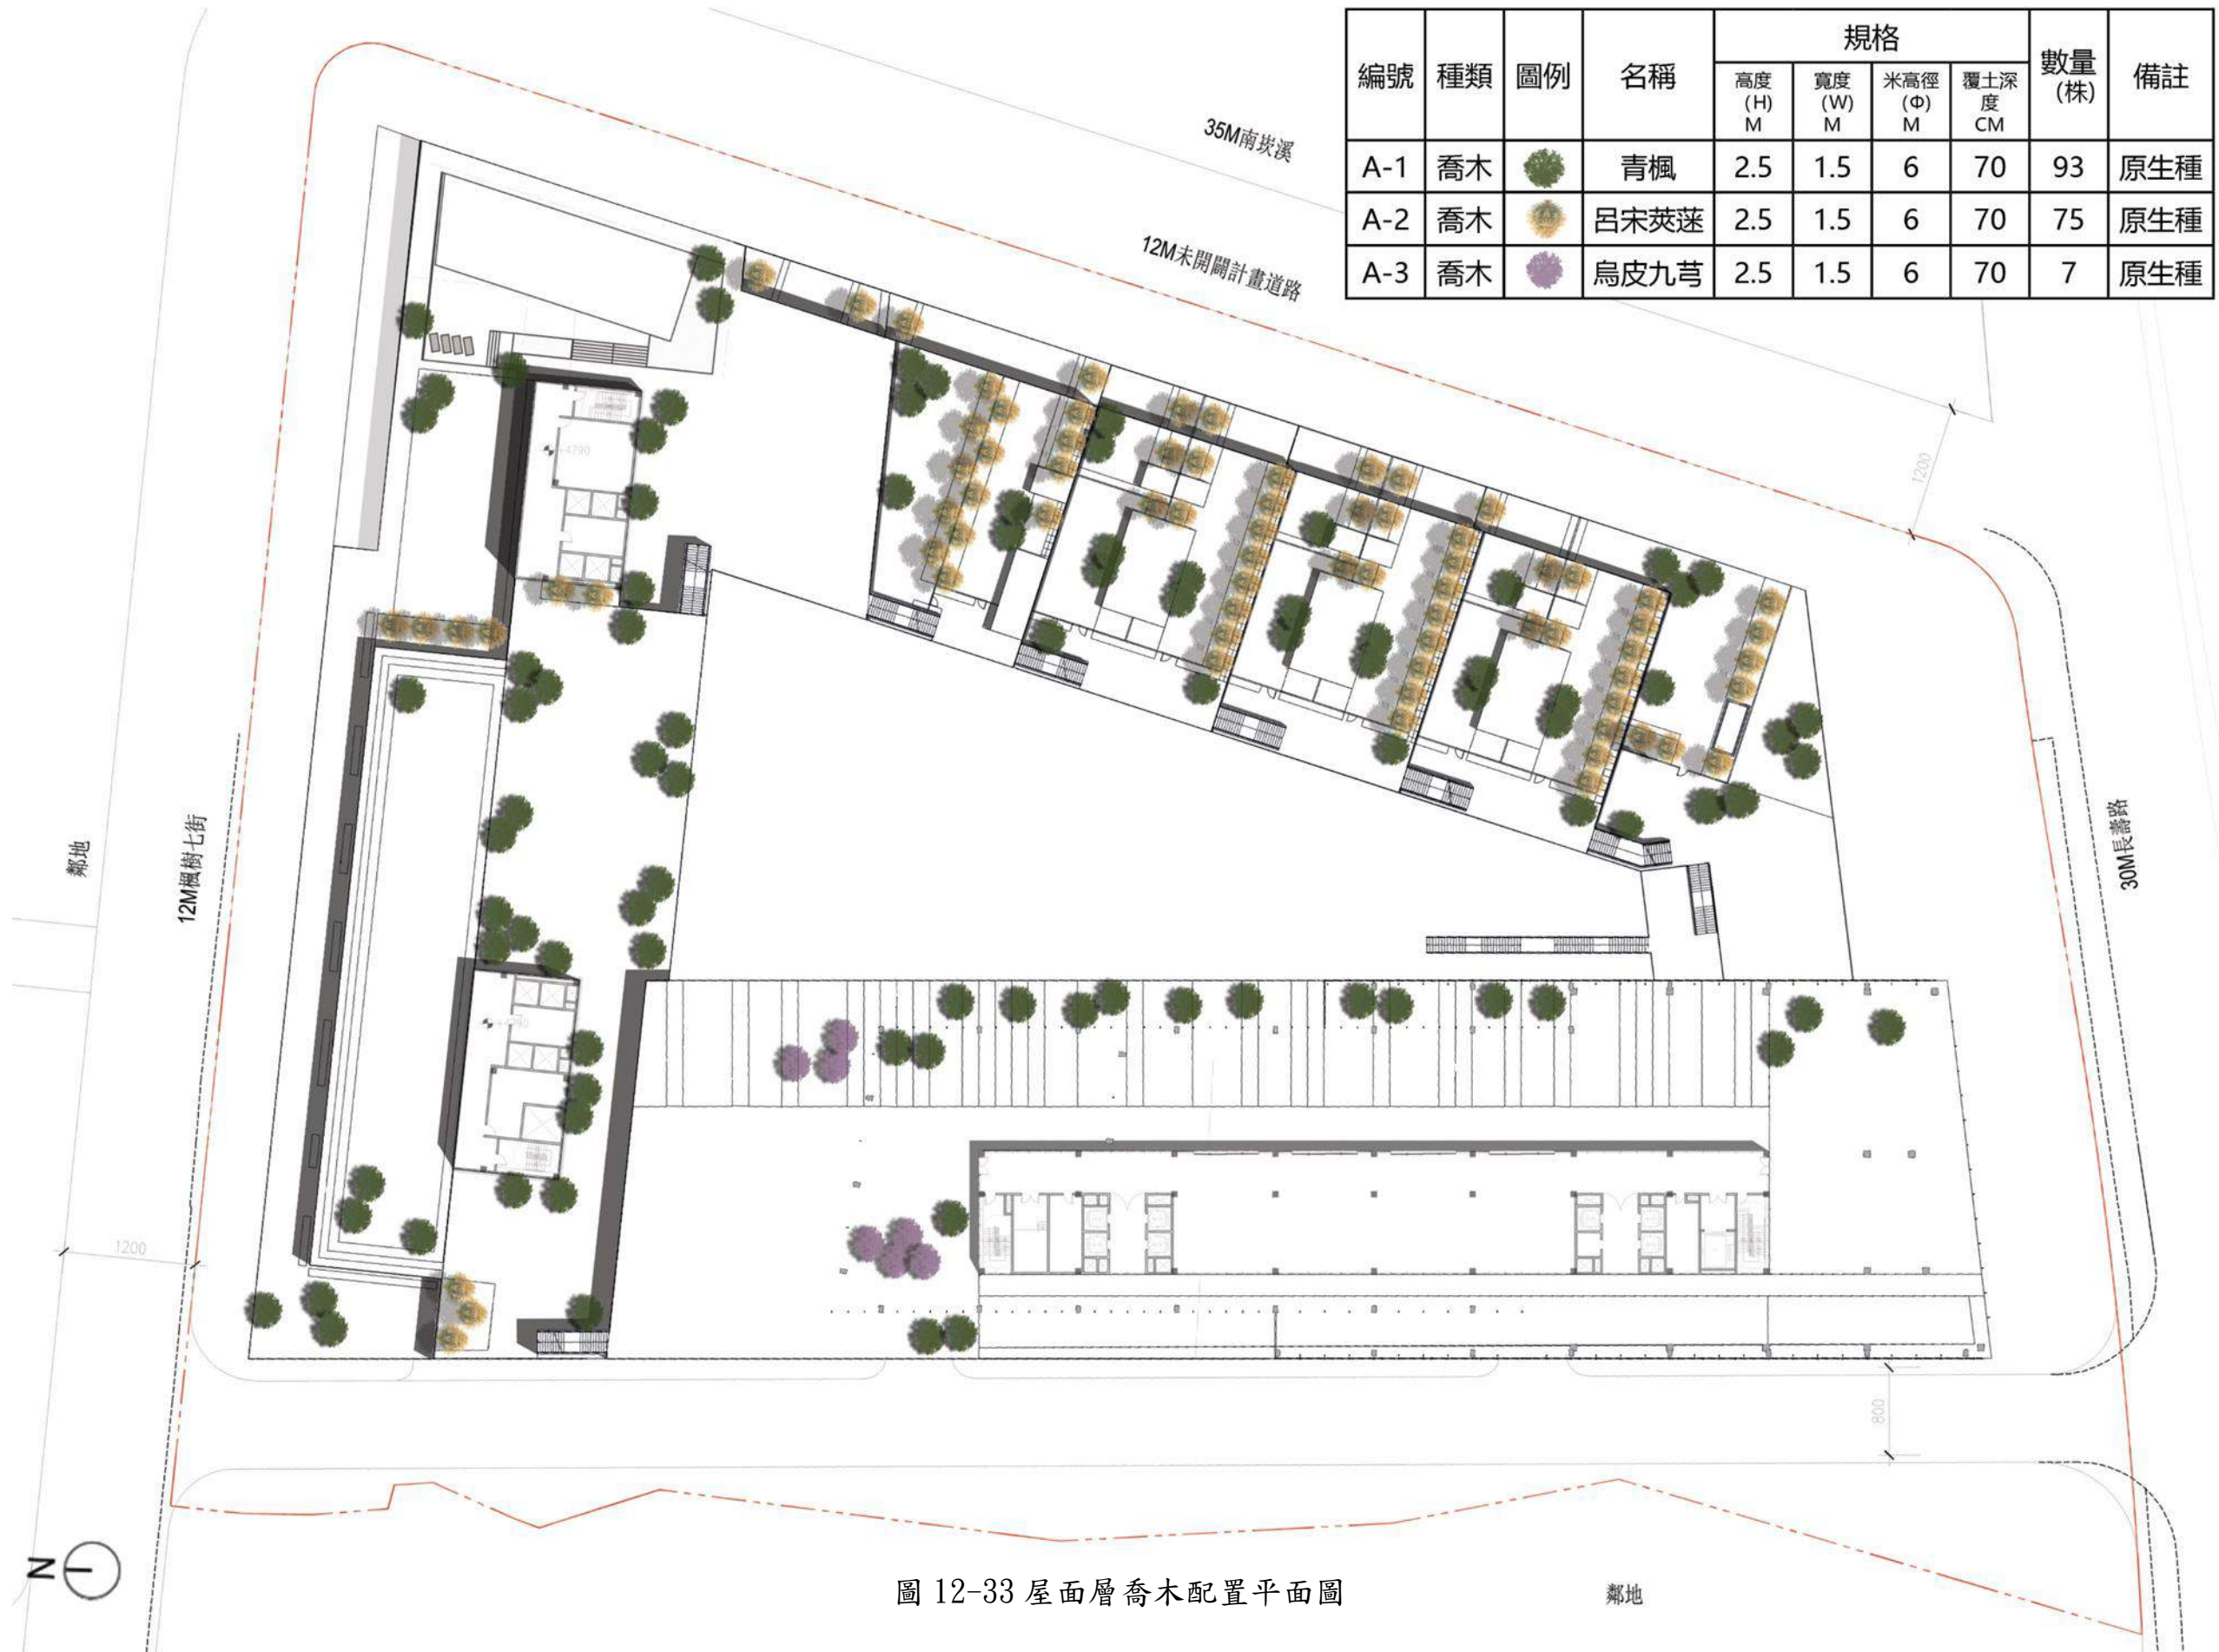 編號 種類 圖例 名稱 規格 數量(株) 備註
高度(H)M 寬度(W)M 米高徑(Φ)M 覆土深度CM
A-1 喬木 青楓 2.5 1.5 6 70 93 原生種
A-2 喬木 呂宋莢蒾 2.5 1.5 6 70 75 原生種
A-3 喬木 烏皮九芎 2.5 1.5 6 70 7 原生種
35M南崁溪
12M未開闢計畫道路
1200
+4790
鄰地
12M楓樹七街
30M長壽路
+4790
1200
800
N
圖 12-33 屋面層喬木配置平面圖
鄰地